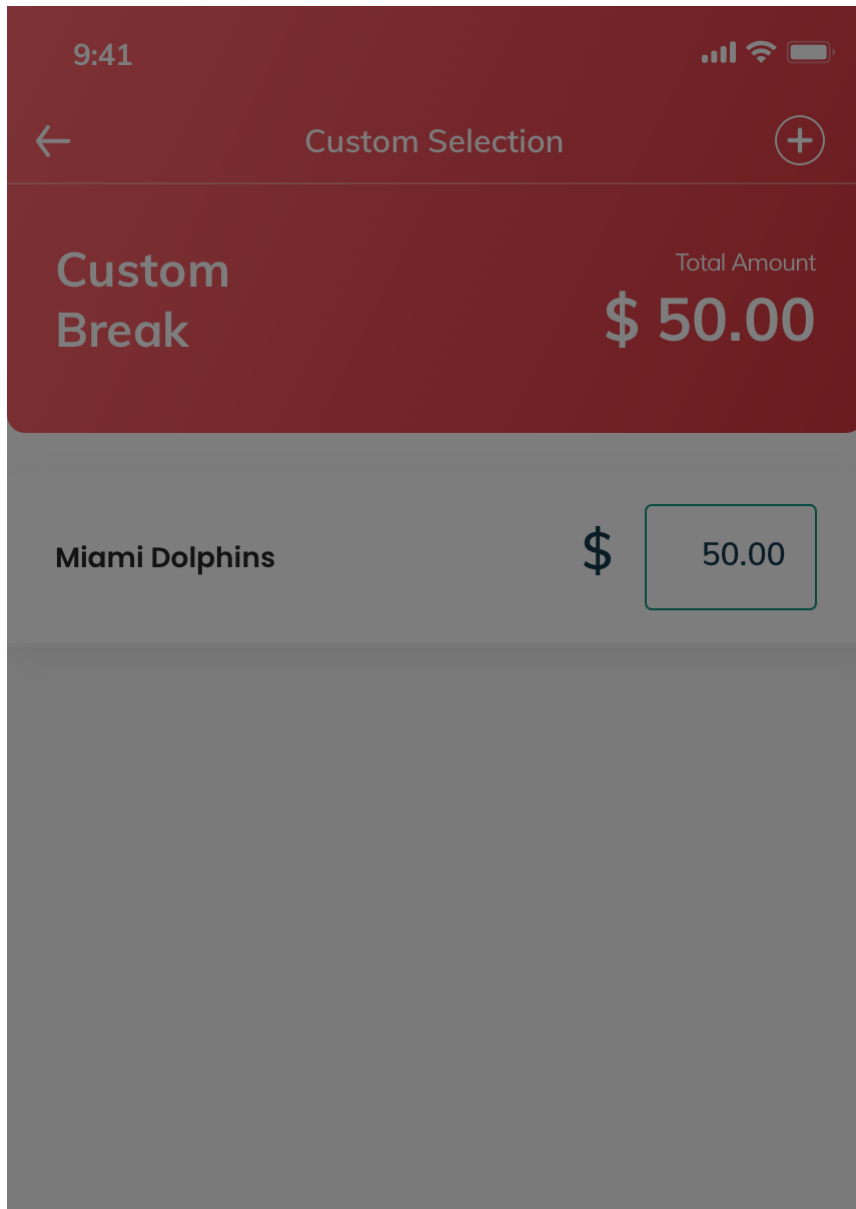 9:41
Custom Selection
Custom
Break
Total Amount
$ 50.00
Miami Dolphins
$ 50.00